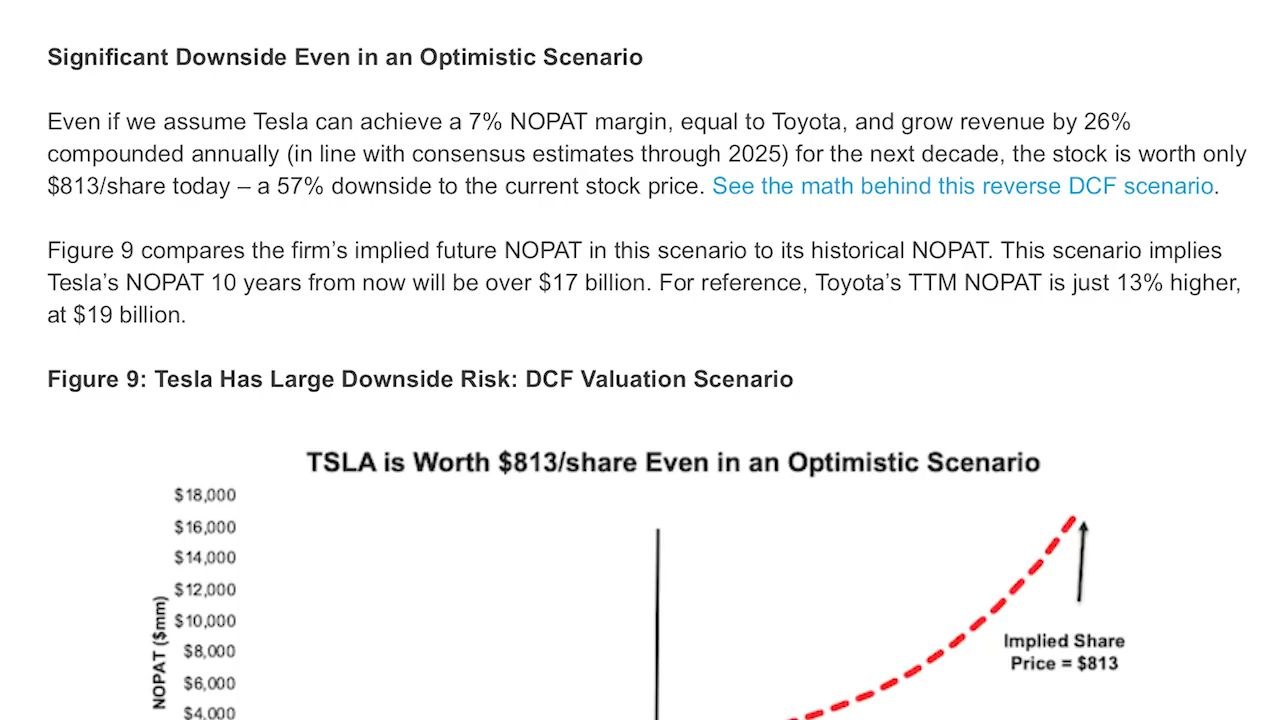 Significant Downside Even in an Optimistic Scenario
Even if we assume Tesla can achieve a 7% NOPAT margin, equal to Toyota, and grow revenue by 26%
compounded annually (in line with consensus estimates through 2025) for the next decade, the stock is worth only
$813/share today – a 57% downside to the current stock price. See the math behind this reverse DCF scenario.
Figure 9 compares the firm’s implied future NOPAT in this scenario to its historical NOPAT. This scenario implies
Tesla’s NOPAT 10 years from now will be over $17 billion. For reference, Toyota’s TTM NOPAT is just 13% higher,
at $19 billion.
Figure 9: Tesla Has Large Downside Risk: DCF Valuation Scenario
TSLA is Worth $813/share Even in an Optimistic Scenario
$18,000
$16,000
$14,000
$12,000
$10,000
$8,000
$6,000
$4,000
NOPAT ($mm)
Implied Share
Price = $813